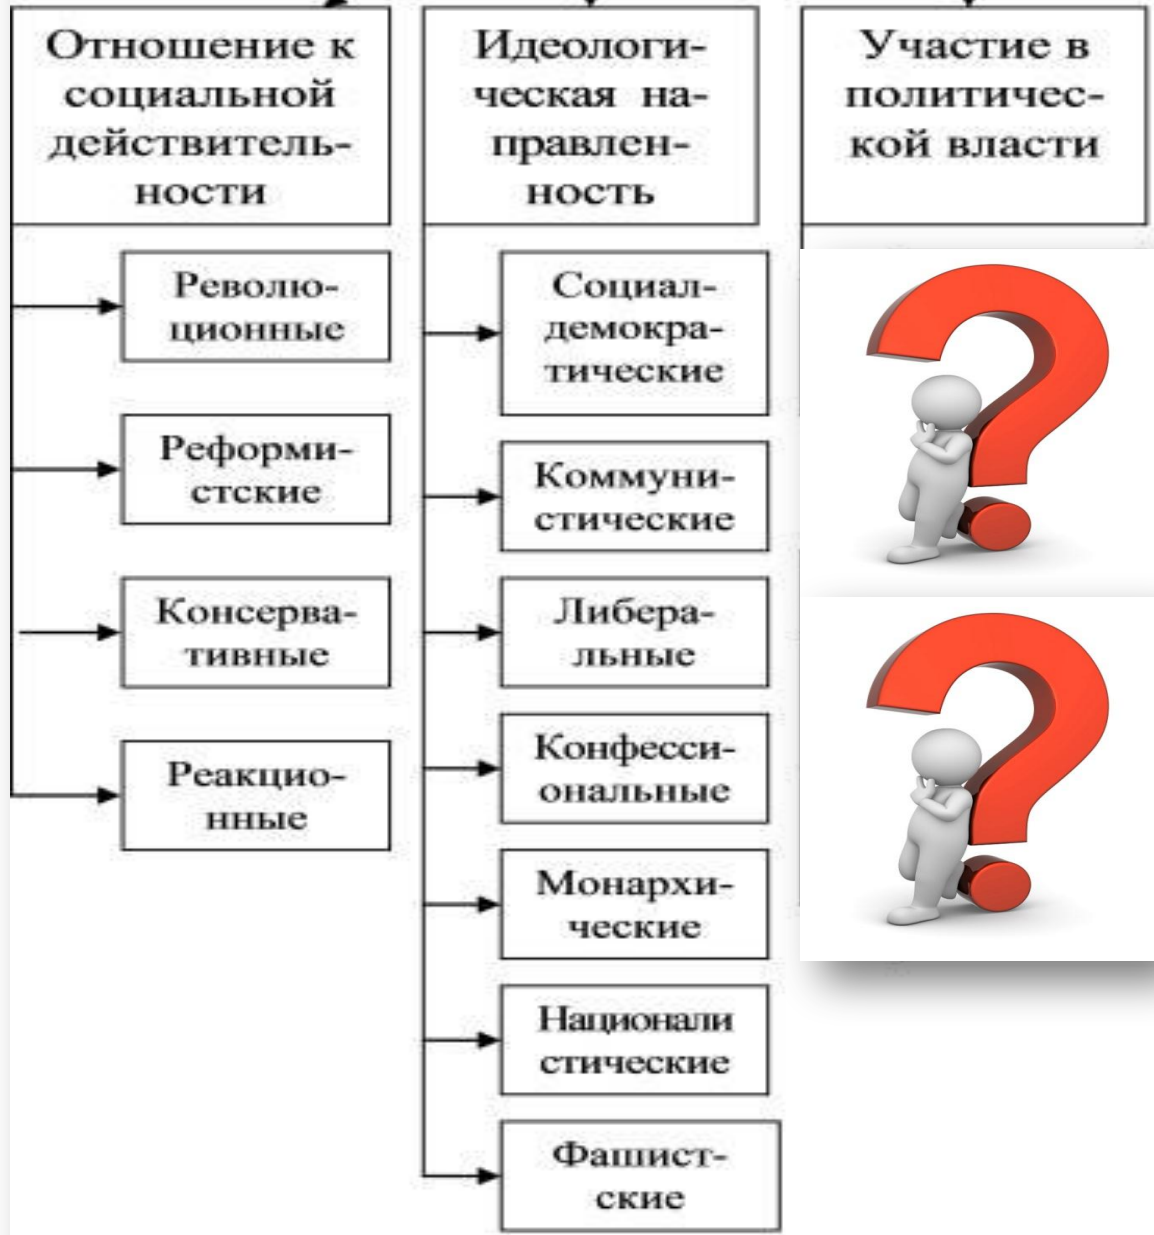 Отношение к
социальной
действитель-
ности
Револю-
ционные
Реформи-
стские
Консерва-
тивные
Реакцио-
нные
Идеологи-
ческая на-
правлен-
ность
Социал-
демокра-
тические
Коммуни-
стические
Либера-
льные
Конфесси-
ональные
Монархи-
ческие
Национали
стические
Фашист-
ские
Участие в
политичес-
кой власти